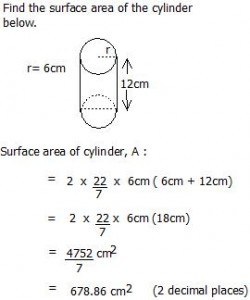 Find the surface area of the cylinder
below.
r
r= 6cm
12cm
Surface area of cylinder, A :
= 2 x 22/7 x 6cm ( 6cm + 12cm)
= 2 x 22/7 x 6cm (18cm)
= 4752/7 cm²
= 678.86 cm² (2 decimal places)